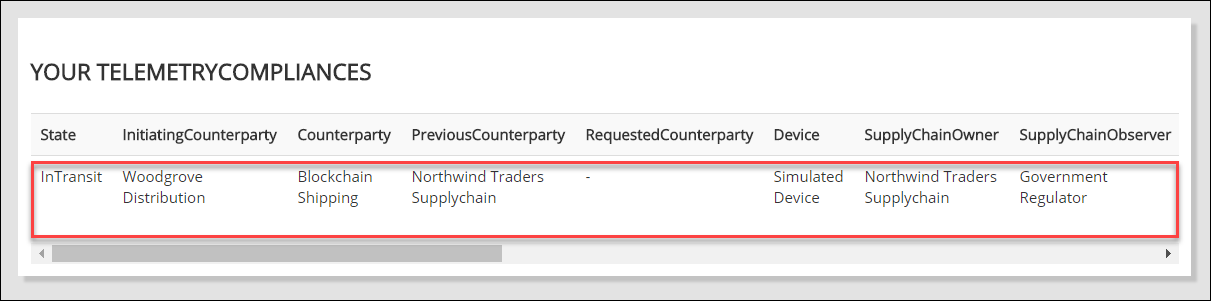 YOUR TELEMETRYCOMPLIANCES
State InitiatingCounterparty Counterparty PreviousCounterparty RequestedCounterparty Device SupplyChainOwner SupplyChainObserver
InTransit Woodgrove Blockchain Northwind Traders - Simulated Northwind Traders Government
Distribution Shipping Supplychain Device Supplychain Regulator